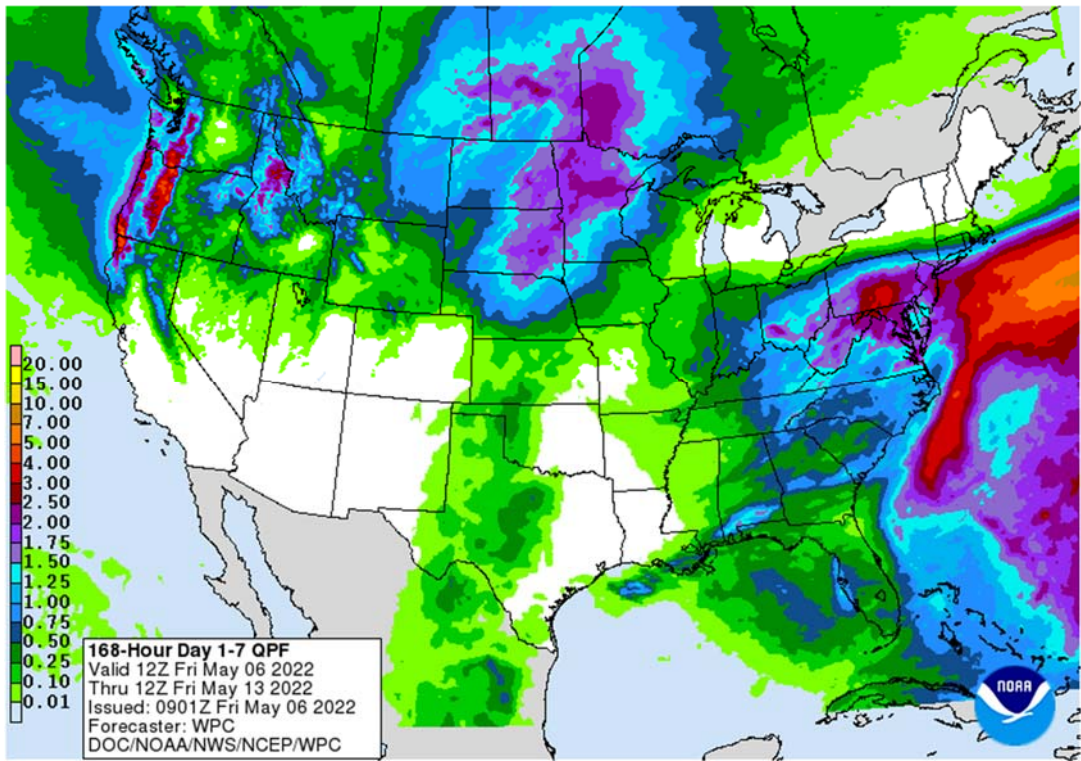 20.00
15.00
10.00
7.00
5.00
4.00
3.00
2.50
2.00
1.75
1.50
1.25
1.00
0.75
0.50
0.25
0.10
0.01
168-Hour Day 1-7 QPF
Valid 12Z Fri May 06 2022
Thru 12Z Fri May 13 2022
Issued: 0901Z Fri May 06 2022
Forecaster: WPC
DOC/NOAA/NWS/NCEP/WPC
NOAA